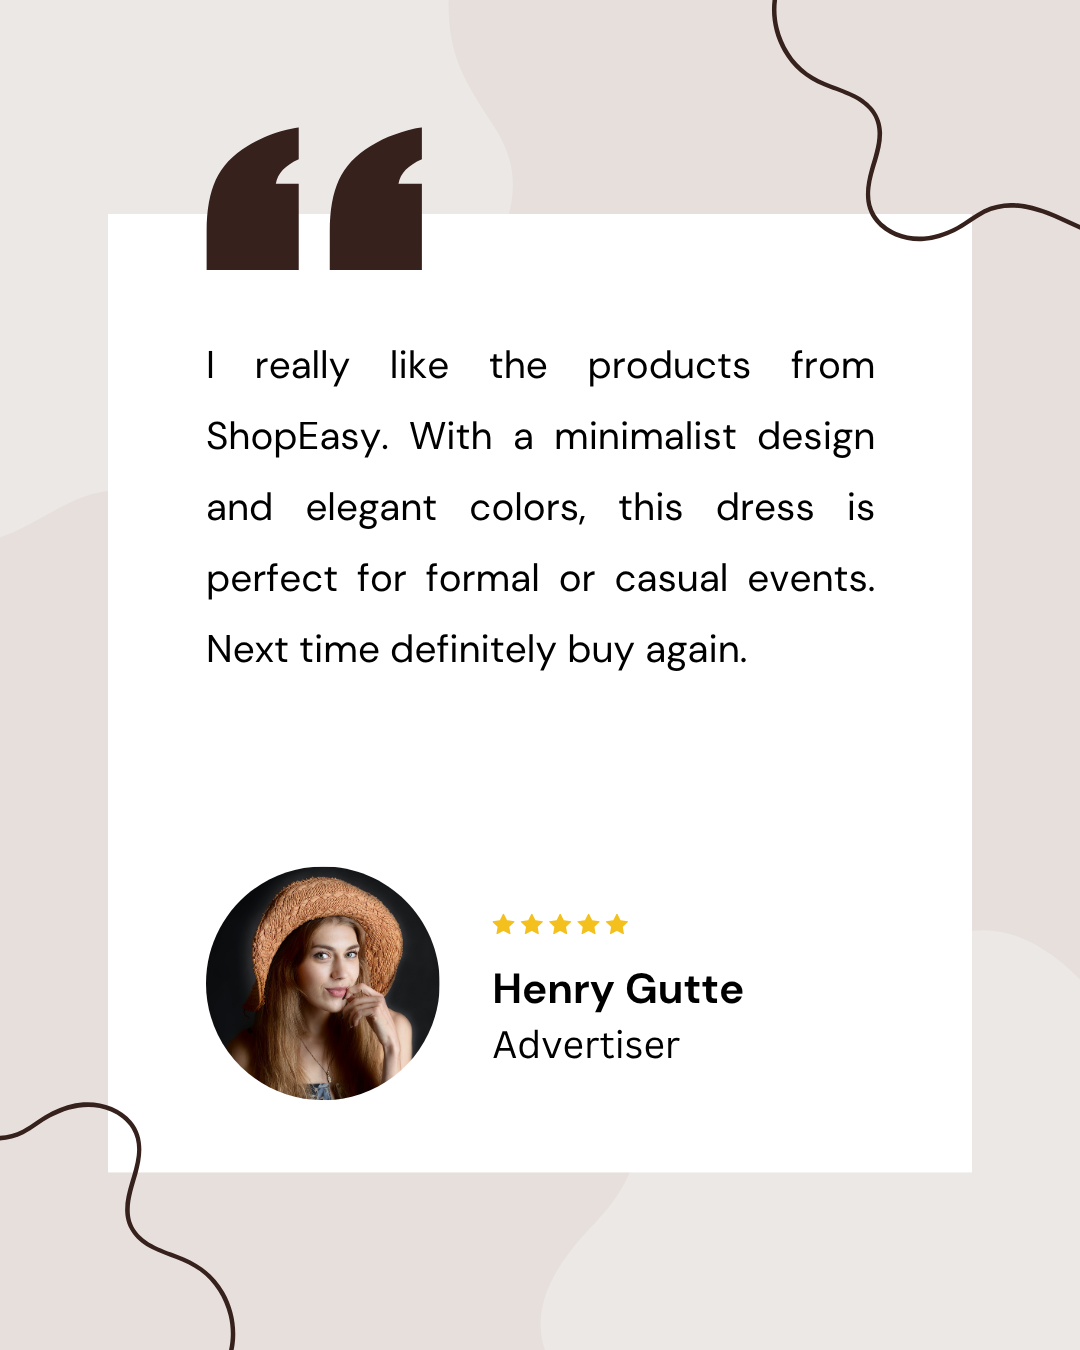 I really like the products from
ShopEasy. With a minimalist design
and elegant colors, this dress is
perfect for formal or casual events.
Next time definitely buy again.
Henry Gutte
Advertiser